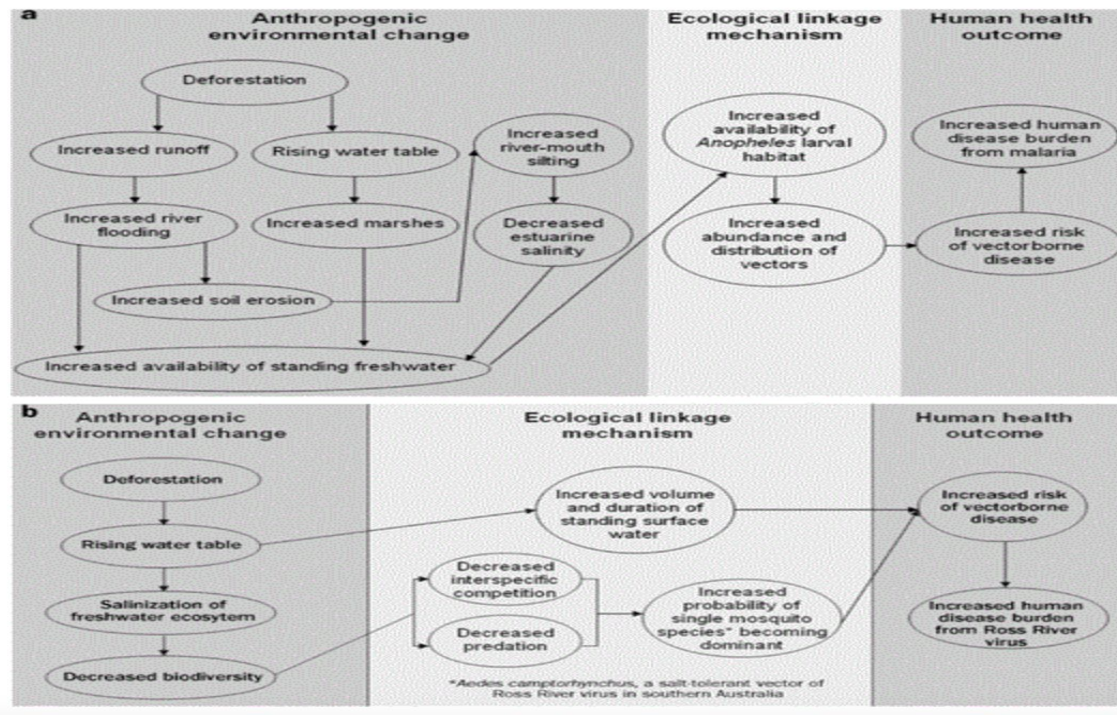 a
Anthropogenic
environmental change
Ecological linkage
mechanism
Human health
outcome
Deforestation
Increased runoff
Rising water table
Increased
river-mouth
silting
Increased river
flooding
Increased marshes
Decreased
estuarine
salinity
Increased soil erosion
Increased availability of standing freshwater
Increased
availability of
Anopheles larval
habitat
Increased
abundance and
distribution of
vectors
Increased human
disease burden
from malaria
Increased risk
of vectorborne
disease
b
Anthropogenic
environmental change
Ecological linkage
mechanism
Human health
outcome
Deforestation
Rising water table
Salinization of
freshwater ecosytem
Decreased biodiversity
Increased volume
and duration of
standing surface
water
Decreased
interspecific
competition
Decreased
predation
Increased
probability of
single mosquito
species* becoming
dominant
*Aedes camptorhynchus, a salt-tolerant vector of
Ross River virus in southern Australia
Increased risk
of vectorborne
disease
Increased human
disease burden
from Ross River
virus